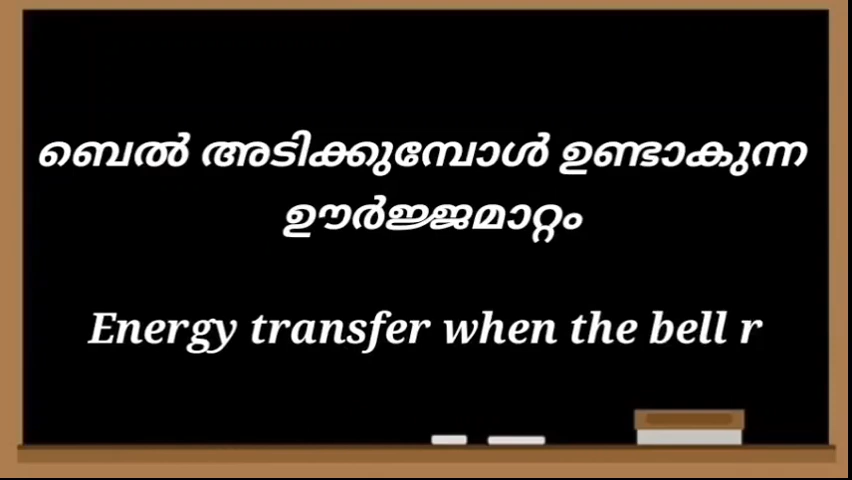 ബെൽ അടിക്കുമ്പോൾ ഉണ്ടാകുന്ന
ഊർജ്ജമാറ്റം
Energy transfer when the bell r